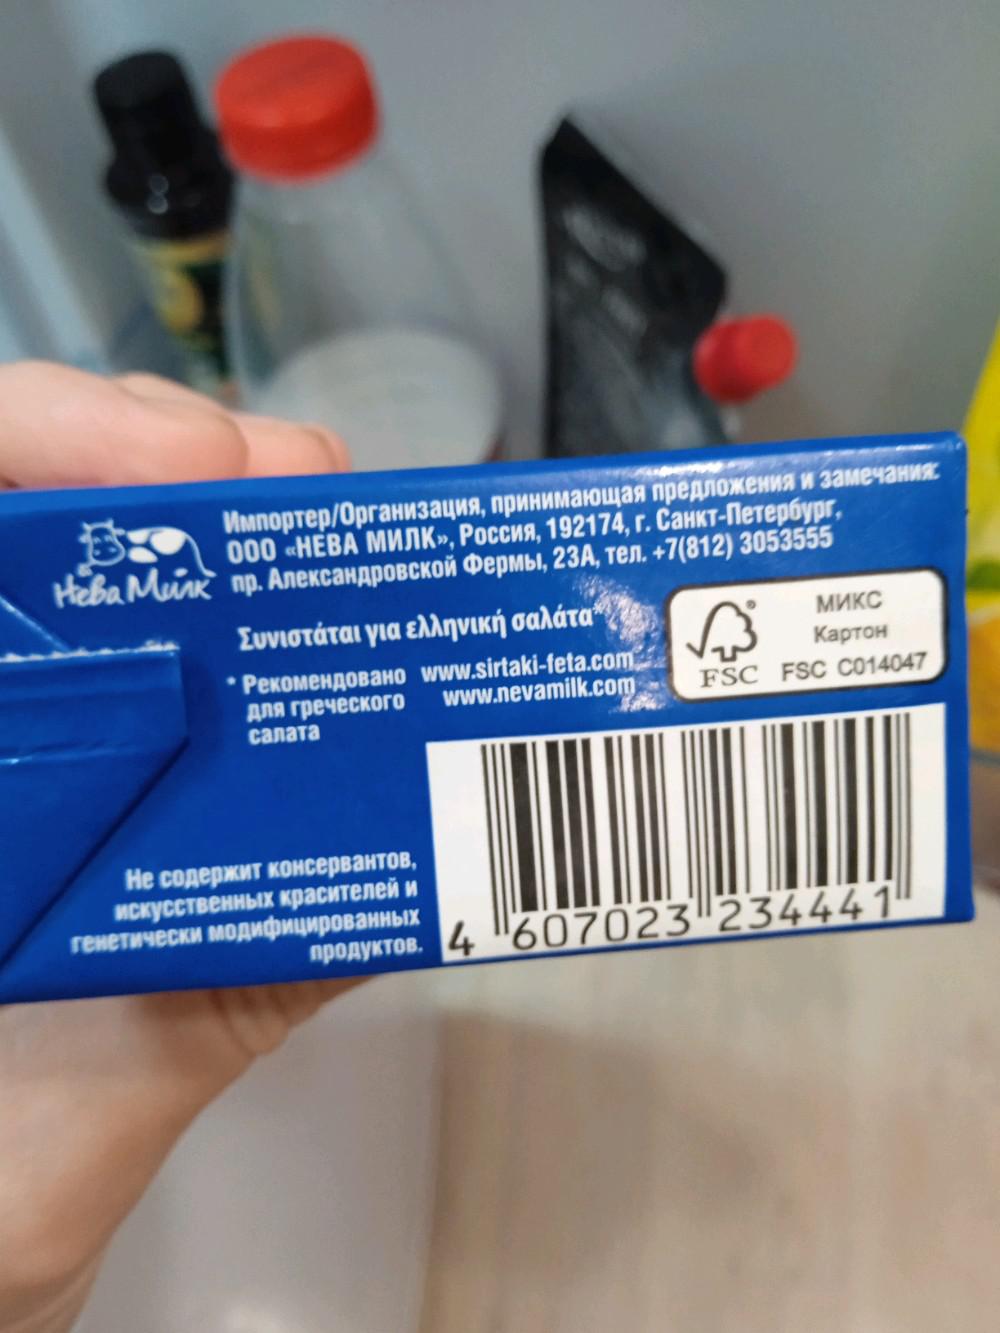 Импортер/Организация, принимающая предложения и замечания:
ООО «НЕВА МИЛК», Россия, 192174, г. Санкт-Петербург,
пр. Александровской Фермы, 23А, тел. +7(812) 3053555
Нева Милк
Συνιστάται για ελληνική σαλάτα*
* Рекомендовано
для греческого
салата
www.sirtaki-feta.com
www.nevamilk.com
FSC
МИКС
Картон
FSC C014047
Не содержит консервантов,
искусственных красителей и
генетически модифицированных
продуктов.
4 607023 234441